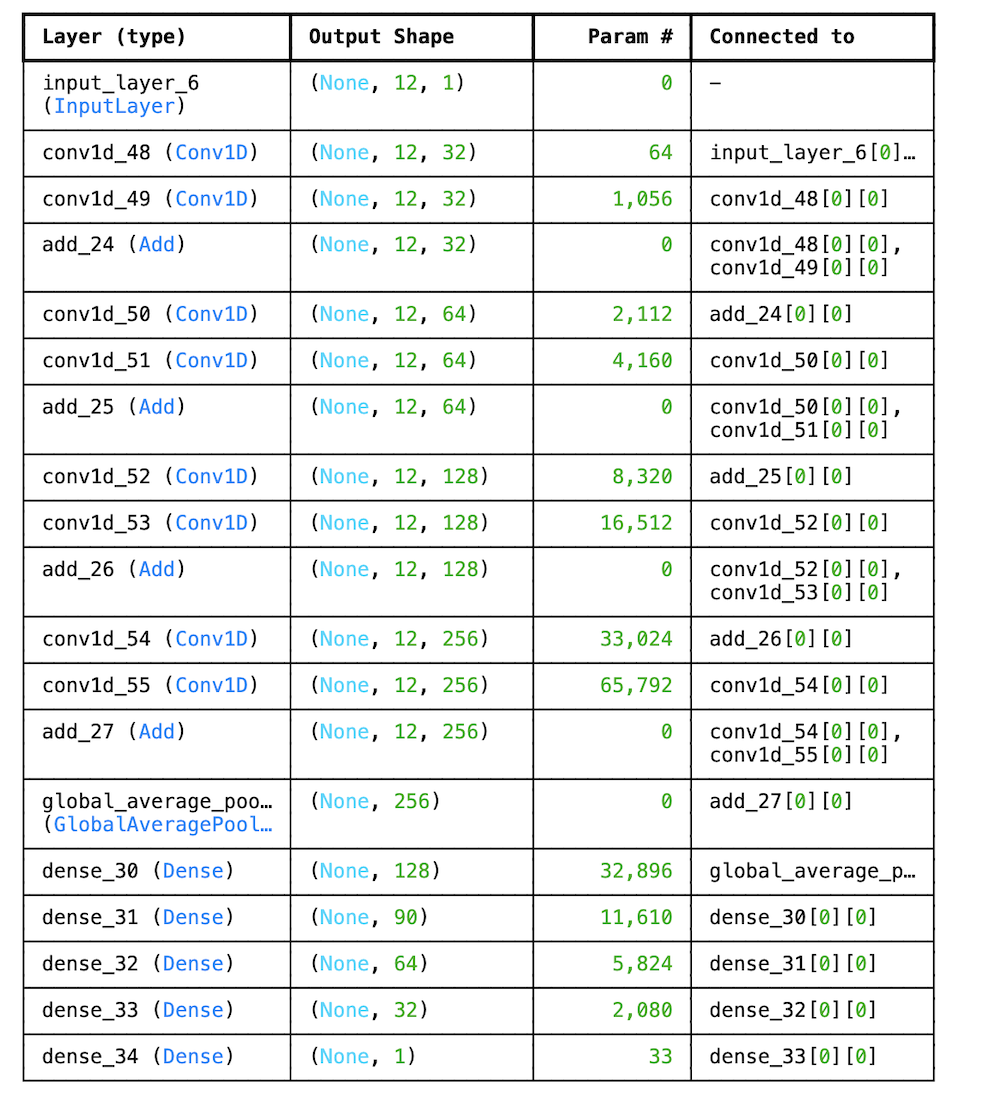 Layer (type) Output Shape Param # Connected to
input_layer_6 (None, 12, 1) 0 –
(InputLayer)
conv1d_48 (Conv1D) (None, 12, 32) 64 input_layer_6[0]…
conv1d_49 (Conv1D) (None, 12, 32) 1,056 conv1d_48[0][0]
add_24 (Add) (None, 12, 32) 0 conv1d_48[0][0],
conv1d_49[0][0]
conv1d_50 (Conv1D) (None, 12, 64) 2,112 add_24[0][0]
conv1d_51 (Conv1D) (None, 12, 64) 4,160 conv1d_50[0][0]
add_25 (Add) (None, 12, 64) 0 conv1d_50[0][0],
conv1d_51[0][0]
conv1d_52 (Conv1D) (None, 12, 128) 8,320 add_25[0][0]
conv1d_53 (Conv1D) (None, 12, 128) 16,512 conv1d_52[0][0]
add_26 (Add) (None, 12, 128) 0 conv1d_52[0][0],
conv1d_53[0][0]
conv1d_54 (Conv1D) (None, 12, 256) 33,024 add_26[0][0]
conv1d_55 (Conv1D) (None, 12, 256) 65,792 conv1d_54[0][0]
add_27 (Add) (None, 12, 256) 0 conv1d_54[0][0],
conv1d_55[0][0]
global_average_poo… (None, 256) 0 add_27[0][0]
(GlobalAveragePool…
dense_30 (Dense) (None, 128) 32,896 global_average_p…
dense_31 (Dense) (None, 90) 11,610 dense_30[0][0]
dense_32 (Dense) (None, 64) 5,824 dense_31[0][0]
dense_33 (Dense) (None, 32) 2,080 dense_32[0][0]
dense_34 (Dense) (None, 1) 33 dense_33[0][0]